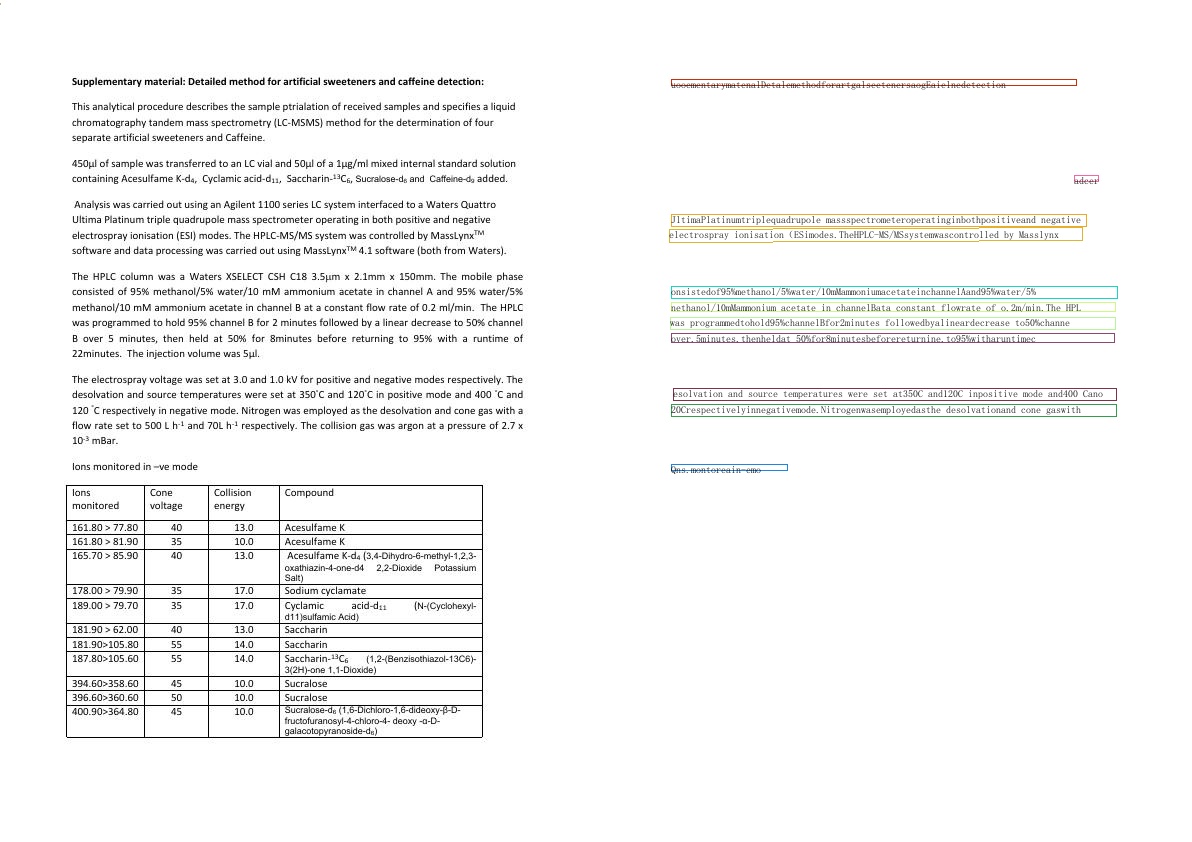 Supplementary material: Detailed method for artificial sweeteners and caffeine detection:
This analytical procedure describes the sample ptrialation of received samples and specifies a liquid
chromatography tandem mass spectrometry (LC-MSMS) method for the determination of four
separate artificial sweeteners and Caffeine.
450µl of sample was transferred to an LC vial and 50µl of a 1µg/ml mixed internal standard solution
containing Acesulfame K-d₄, Cyclamic acid-d₁₁, Saccharin-¹³C₆, Sucralose-d₆ and Caffeine-d₉ added.
Analysis was carried out using an Agilent 1100 series LC system interfaced to a Waters Quattro
Ultima Platinum triple quadrupole mass spectrometer operating in both positive and negative
electrospray ionisation (ESI) modes. The HPLC-MS/MS system was controlled by MassLynx™
software and data processing was carried out using MassLynx™ 4.1 software (both from Waters).
The HPLC column was a Waters XSELECT CSH C18 3.5µm x 2.1mm x 150mm. The mobile phase
consisted of 95% methanol/5% water/10 mM ammonium acetate in channel A and 95% water/5%
methanol/10 mM ammonium acetate in channel B at a constant flow rate of 0.2 ml/min. The HPLC
was programmed to hold 95% channel B for 2 minutes followed by a linear decrease to 50% channel
B over 5 minutes, then held at 50% for 8minutes before returning to 95% with a runtime of
22minutes. The injection volume was 5µl.
The electrospray voltage was set at 3.0 and 1.0 kV for positive and negative modes respectively. The
desolvation and source temperatures were set at 350°C and 120°C in positive mode and 400 °C and
120 °C respectively in negative mode. Nitrogen was employed as the desolvation and cone gas with a
flow rate set to 500 L h⁻¹ and 70L h⁻¹ respectively. The collision gas was argon at a pressure of 2.7 x
10⁻³ mBar.
Ions monitored in –ve mode
Ions monitored Cone voltage Collision energy Compound
161.80 > 77.80 40 13.0 Acesulfame K
161.80 > 81.90 35 10.0 Acesulfame K
165.70 > 85.90 40 13.0 Acesulfame K-d₄ (3,4-Dihydro-6-methyl-1,2,3-
oxathiazin-4-one-d4 2,2-Dioxide Potassium
Salt)
178.00 > 79.90 35 17.0 Sodium cyclamate
189.00 > 79.70 35 17.0 Cyclamic acid-d₁₁ (N-(Cyclohexyl-
d11)sulfamic Acid)
181.90 > 62.00 40 13.0 Saccharin
181.90>105.80 55 14.0 Saccharin
187.80>105.60 55 14.0 Saccharin-¹³C₆ (1,2-(Benzisothiazol-13C6)-
3(2H)-one 1,1-Dioxide)
394.60>358.60 45 10.0 Sucralose
396.60>360.60 50 10.0 Sucralose
400.90>364.80 45 10.0 Sucralose-d₆ (1,6-Dichloro-1,6-dideoxy-β-D-
fructofuranosyl-4-chloro-4- deoxy -α-D-
galacotopyranoside-d₆)
adcer
JltimaPlatinumtriplequadrupole massspectrometeroperatinginbothpositiveand negative
electrospray ionisation (ESimodes.TheHPLC-MS/MSsystemwascontrolled by Masslynx
onsistedof95%methanol/5%water/10mMammoniumacetateinchannelAand95%water/5%
nethanol/10mMammonium acetate in channelBata constant flowrate of o.2m/min.The HPL
was programmedtohold95%channelBfor2minutes followedbyalineardecrease to50%channe
over.5minutes.thenheldat 50%for8minutesbeforereturnine.to95%witharuntimec
esolvation and source temperatures were set at350C and120C inpositive mode and400 Cano
20Crespectivelyinnegativemode.Nitrogenwasemployedasthe desolvationand cone gaswith
Qns.montoreain-emo